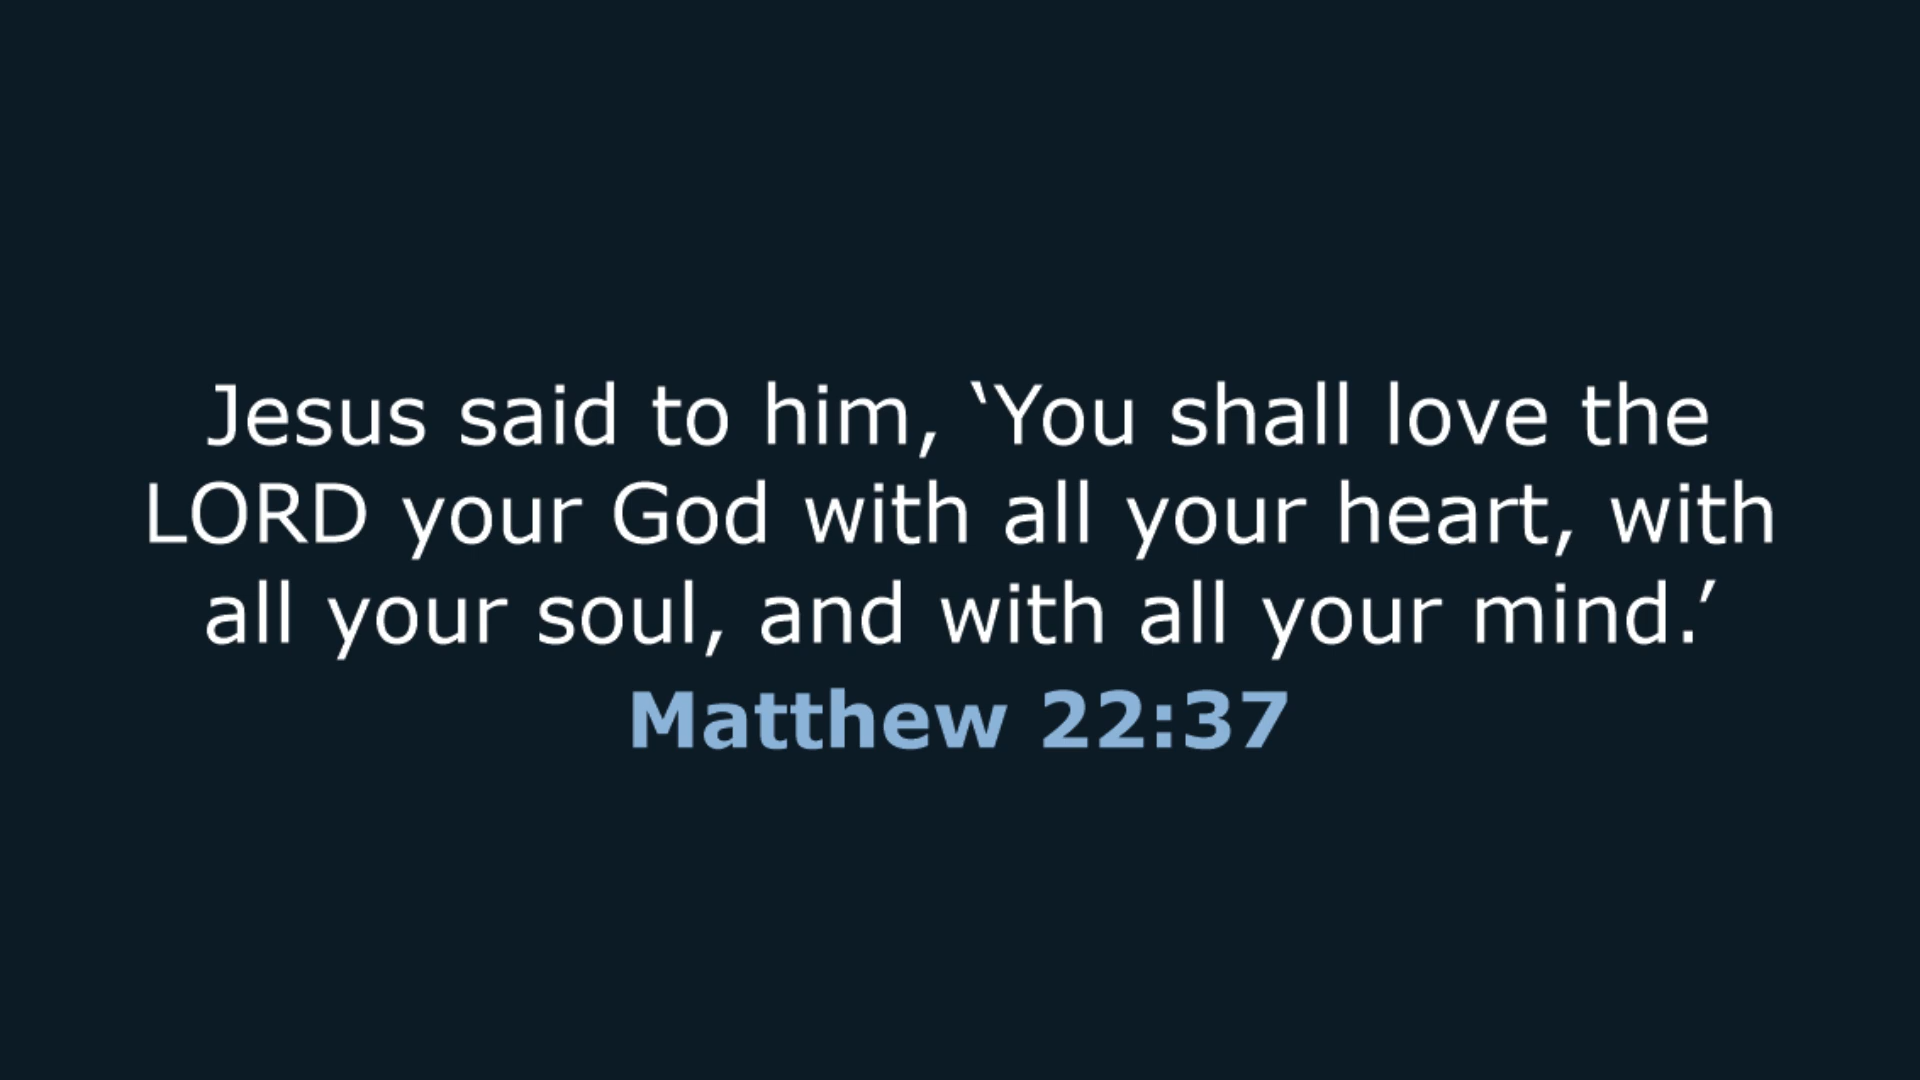 Jesus said to him, ‘You shall love the
LORD your God with all your heart, with
all your soul, and with all your mind.’
Matthew 22:37